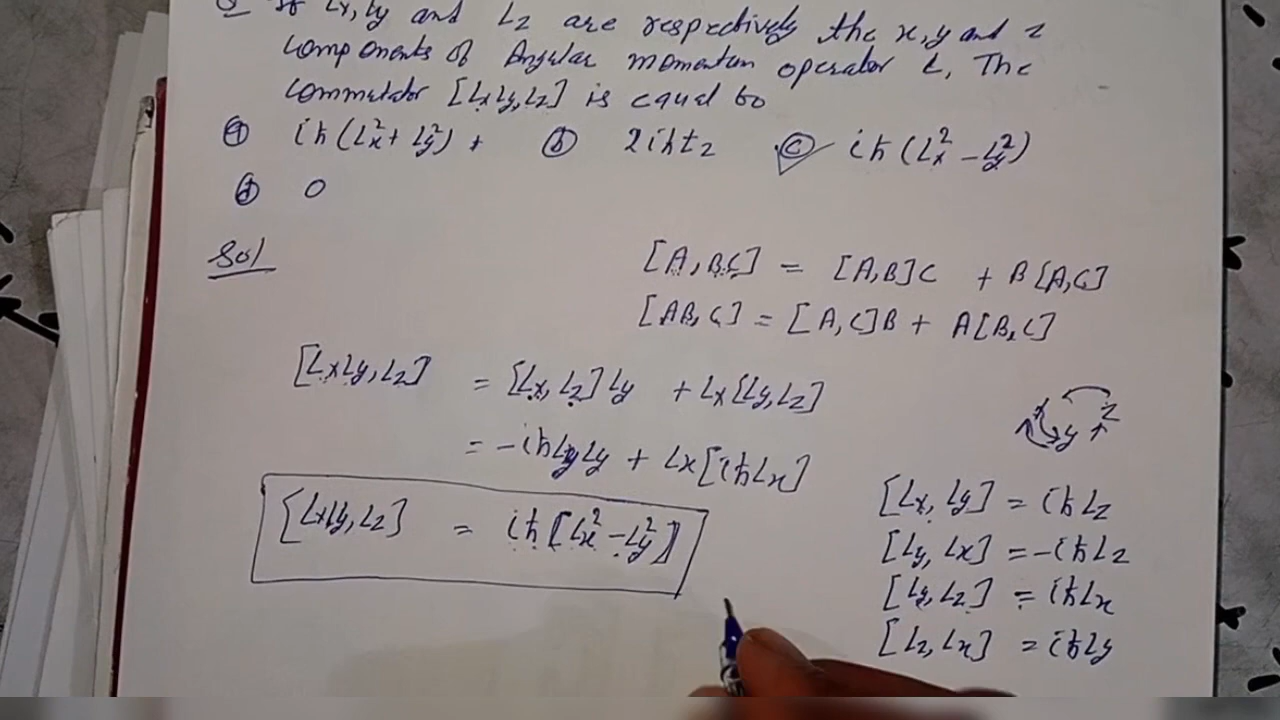 Q If Lx, Ly and Lz are respectively the x, y and z
components of Angular momentum operator L, The
commutator [LxLy, Lz] is equal to
(a) iħ(Lx² + Ly²) (b) 2iħLz (c) iħ(Lx² - Ly²)
(d) 0
Sol
[A, BC] = [A,B]C + B[A,C]
[AB, C] = [A,C]B + A[B,C]
[LxLy, Lz] = [Lx, Lz]Ly + Lx[Ly, Lz]
= -iħLyLy + Lx[iħLx]
[LxLy, Lz] = iħ[Lx² - Ly²]
x z
y
[Lx, Ly] = iħLz
[Ly, Lx] = -iħLz
[Ly, Lz] = iħLx
[Lz, Lx] = iħLy